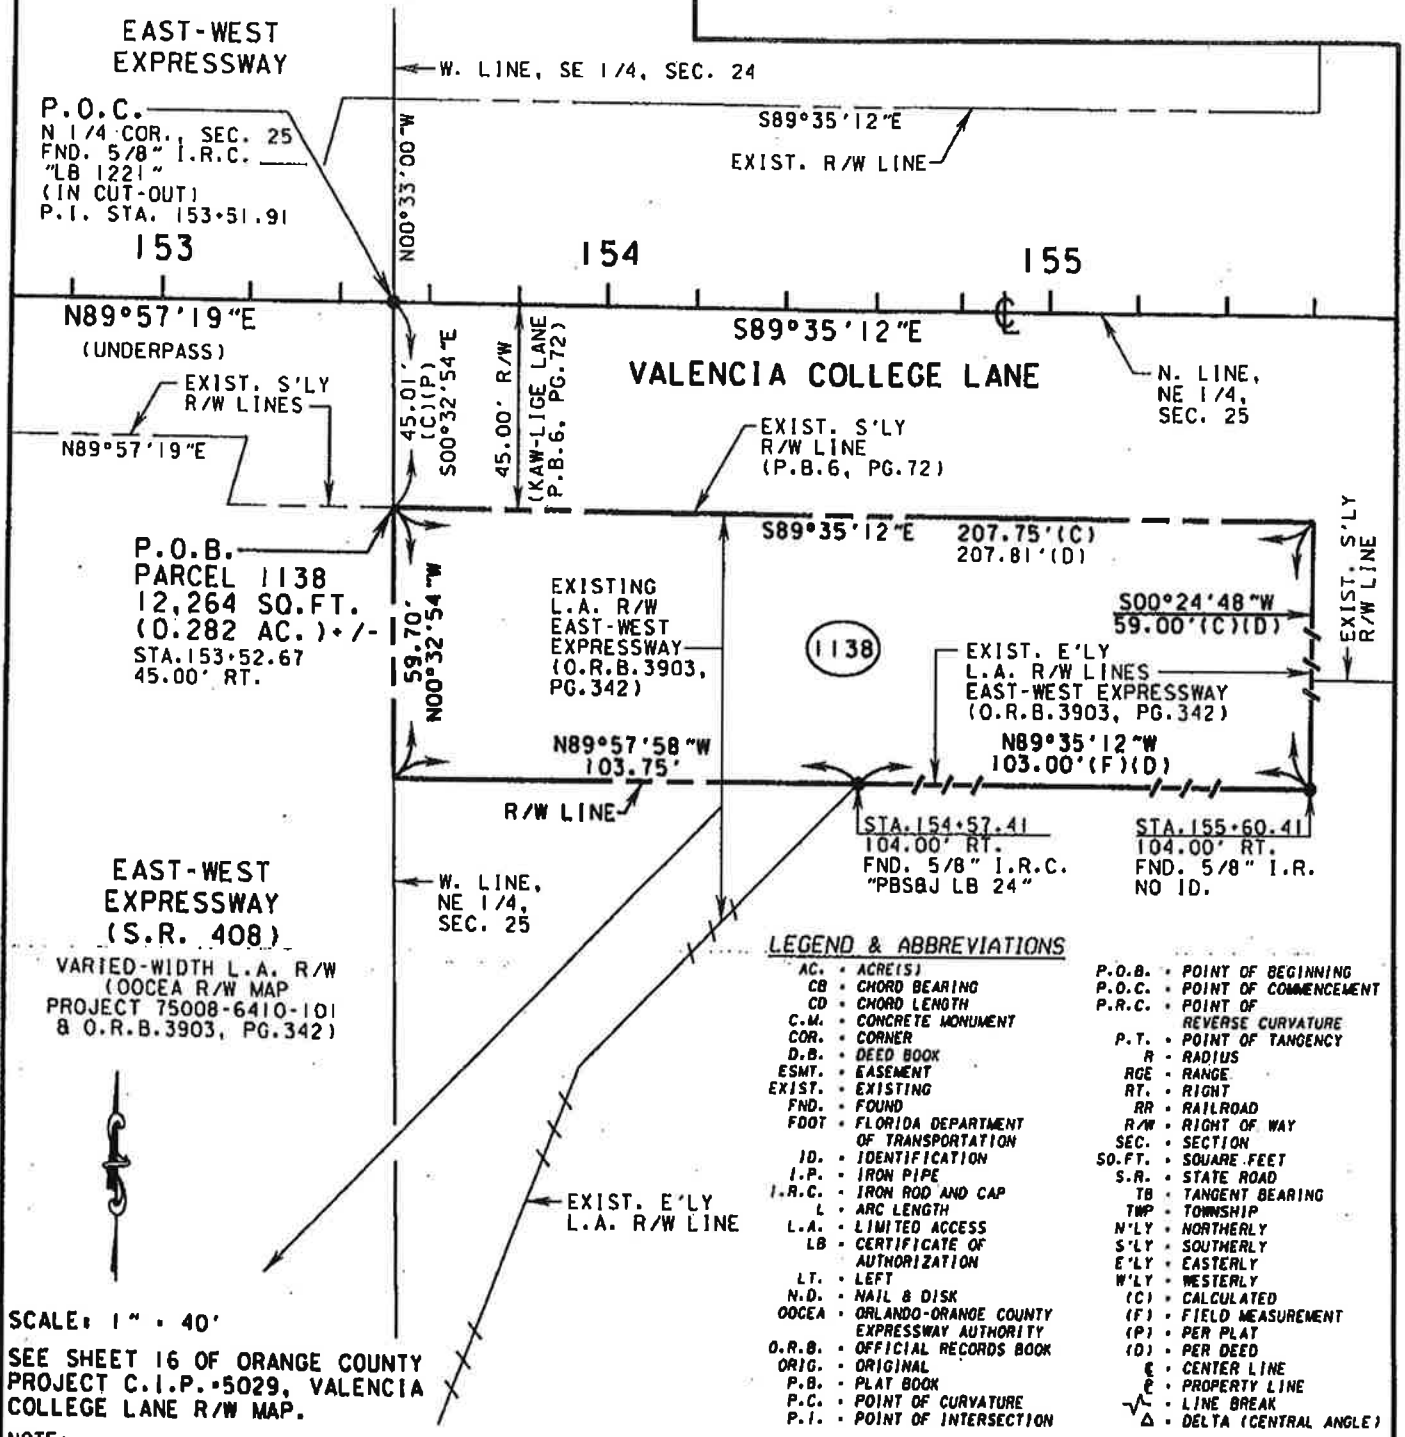 EAST-WEST
EXPRESSWAY
W. LINE, SE 1/4, SEC. 24
P.O.C.
N 1/4 COR., SEC. 25
FND. 5/8" I.R.C.
"LB 1221"
(IN CUT-OUT)
P.I. STA. 153+51.91
N00°33'00"W
S89°35'12"E
EXIST. R/W LINE
153
154
155
N89°57'19"E
(UNDERPASS)
S89°35'12"E
VALENCIA COLLEGE LANE
N. LINE,
NE 1/4,
SEC. 25
EXIST. S'LY
R/W LINES
N89°57'19"E
45.01'
(C)(P)
S00°32'54"E
45.00' R/W
(KAW-LIGE LANE
P.B.6, PG.72)
EXIST. S'LY
R/W LINE
(P.B.6, PG.72)
S89°35'12"E 207.75'(C)
207.81'(D)
EXIST. S'LY
R/W LINE
P.O.B.
PARCEL 1138
12,264 SQ.FT.
(0.282 AC.)+/-
STA.153+52.67
45.00' RT.
59.70'
N00°32'54"W
EXISTING
L.A. R/W
EAST-WEST
EXPRESSWAY
(O.R.B.3903,
PG.342)
1138
S00°24'48"W
59.00'(C)(D)
EXIST. E'LY
L.A. R/W LINES
EAST-WEST EXPRESSWAY
(O.R.B.3903, PG.342)
N89°57'58"W
103.75'
N89°35'12"W
103.00'(F)(D)
R/W LINE
STA.154+57.41
104.00' RT.
FND. 5/8" I.R.C.
"PBS&J LB 24"
STA.155+60.41
104.00' RT.
FND. 5/8" I.R.
NO ID.
EAST-WEST
EXPRESSWAY
(S.R. 408)
VARIED-WIDTH L.A. R/W
(OOCEA R/W MAP
PROJECT 75008-6410-101
& O.R.B.3903, PG.342)
W. LINE,
NE 1/4,
SEC. 25
EXIST. E'LY
L.A. R/W LINE
LEGEND & ABBREVIATIONS
AC. = ACRE(S)
CB = CHORD BEARING
CD = CHORD LENGTH
C.M. = CONCRETE MONUMENT
COR. = CORNER
D.B. = DEED BOOK
ESMT. = EASEMENT
EXIST. = EXISTING
FND. = FOUND
FDOT = FLORIDA DEPARTMENT
OF TRANSPORTATION
ID. = IDENTIFICATION
I.P. = IRON PIPE
I.R.C. = IRON ROD AND CAP
L = ARC LENGTH
L.A. = LIMITED ACCESS
LB = CERTIFICATE OF
AUTHORIZATION
LT. = LEFT
N.D. = NAIL & DISK
OOCEA = ORLANDO-ORANGE COUNTY
EXPRESSWAY AUTHORITY
O.R.B. = OFFICIAL RECORDS BOOK
ORIG. = ORIGINAL
P.B. = PLAT BOOK
P.C. = POINT OF CURVATURE
P.I. = POINT OF INTERSECTION
P.O.B. = POINT OF BEGINNING
P.O.C. = POINT OF COMMENCEMENT
P.R.C. = POINT OF
REVERSE CURVATURE
P.T. = POINT OF TANGENCY
R = RADIUS
RGE = RANGE
RT. = RIGHT
RR = RAILROAD
R/W = RIGHT OF WAY
SEC. = SECTION
SQ.FT. = SQUARE FEET
S.R. = STATE ROAD
TB = TANGENT BEARING
TWP = TOWNSHIP
N'LY = NORTHERLY
S'LY = SOUTHERLY
E'LY = EASTERLY
W'LY = WESTERLY
(C) = CALCULATED
(F) = FIELD MEASUREMENT
(P) = PER PLAT
(D) = PER DEED
℄ = CENTER LINE
= PROPERTY LINE
= LINE BREAK
Δ = DELTA (CENTRAL ANGLE)
SCALE: 1" = 40'
SEE SHEET 16 OF ORANGE COUNTY
PROJECT C.I.P.#5029, VALENCIA
COLLEGE LANE R/W MAP.
NOTE: